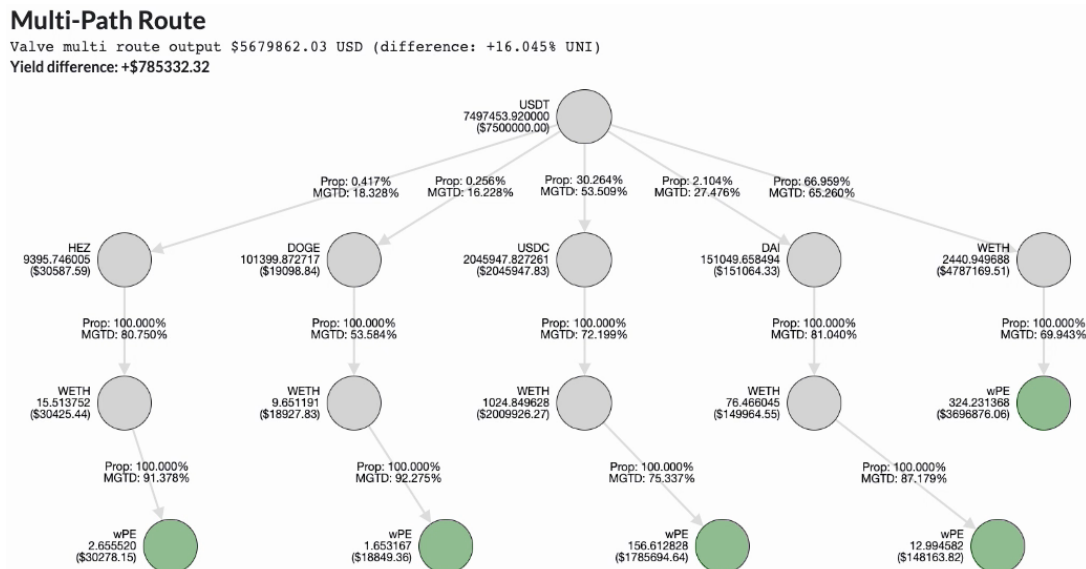 Multi-Path Route
Valve multi route output $5679862.03 USD (difference: +16.045% UNI)
Yield difference: +$785332.32
USDT
7497453.920000
($7500000.00)
Prop: 0.417%
MGTD: 18.328%
Prop: 0.256%
MGTD: 16.228%
Prop: 30.264%
MGTD: 53.509%
Prop: 2.104%
MGTD: 27.476%
Prop: 66.959%
MGTD: 65.260%
HEZ
9395.746005
($30587.59)
DOGE
101399.872717
($19098.84)
USDC
2045947.827261
($2045947.83)
DAI
151049.658494
($151064.33)
WETH
2440.949688
($4787169.51)
Prop: 100.000%
MGTD: 80.750%
Prop: 100.000%
MGTD: 53.584%
Prop: 100.000%
MGTD: 72.199%
Prop: 100.000%
MGTD: 81.040%
Prop: 100.000%
MGTD: 69.943%
WETH
15.513752
($30425.44)
WETH
9.651191
($18927.83)
WETH
1024.849628
($2009926.27)
WETH
76.466045
($149964.55)
wPE
324.231368
($3696876.06)
Prop: 100.000%
MGTD: 91.378%
Prop: 100.000%
MGTD: 92.275%
Prop: 100.000%
MGTD: 75.337%
Prop: 100.000%
MGTD: 87.179%
wPE
2.655520
($30278.15)
wPE
1.653167
($18849.36)
wPE
156.612828
($1785694.64)
wPE
12.994582
($148163.82)